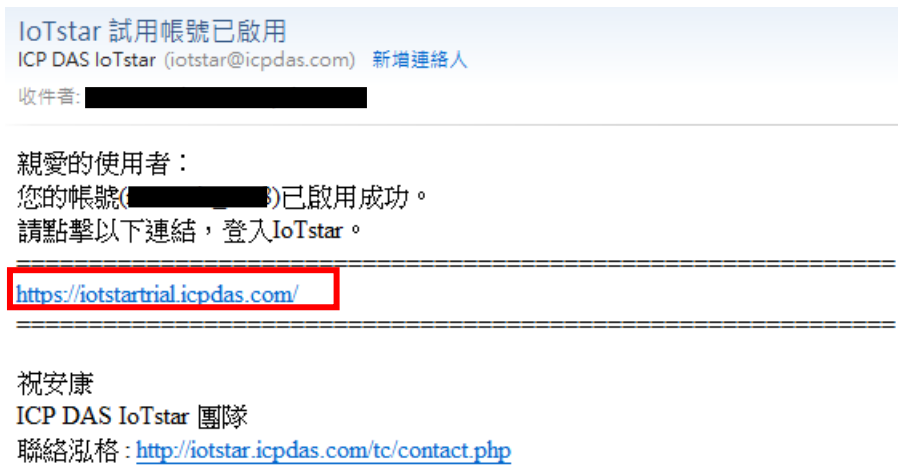 IoTstar 試用帳號已啟用
ICP DAS IoTstar (iotstar@icpdas.com) 新增連絡人
收件者:
親愛的使用者：
您的帳號( )已啟用成功。
請點擊以下連結，登入IoTstar。
=================================================================
https://iotstartrial.icpdas.com/
=================================================================
祝安康
ICP DAS IoTstar 團隊
聯絡泓格 : http://iotstar.icpdas.com/tc/contact.php